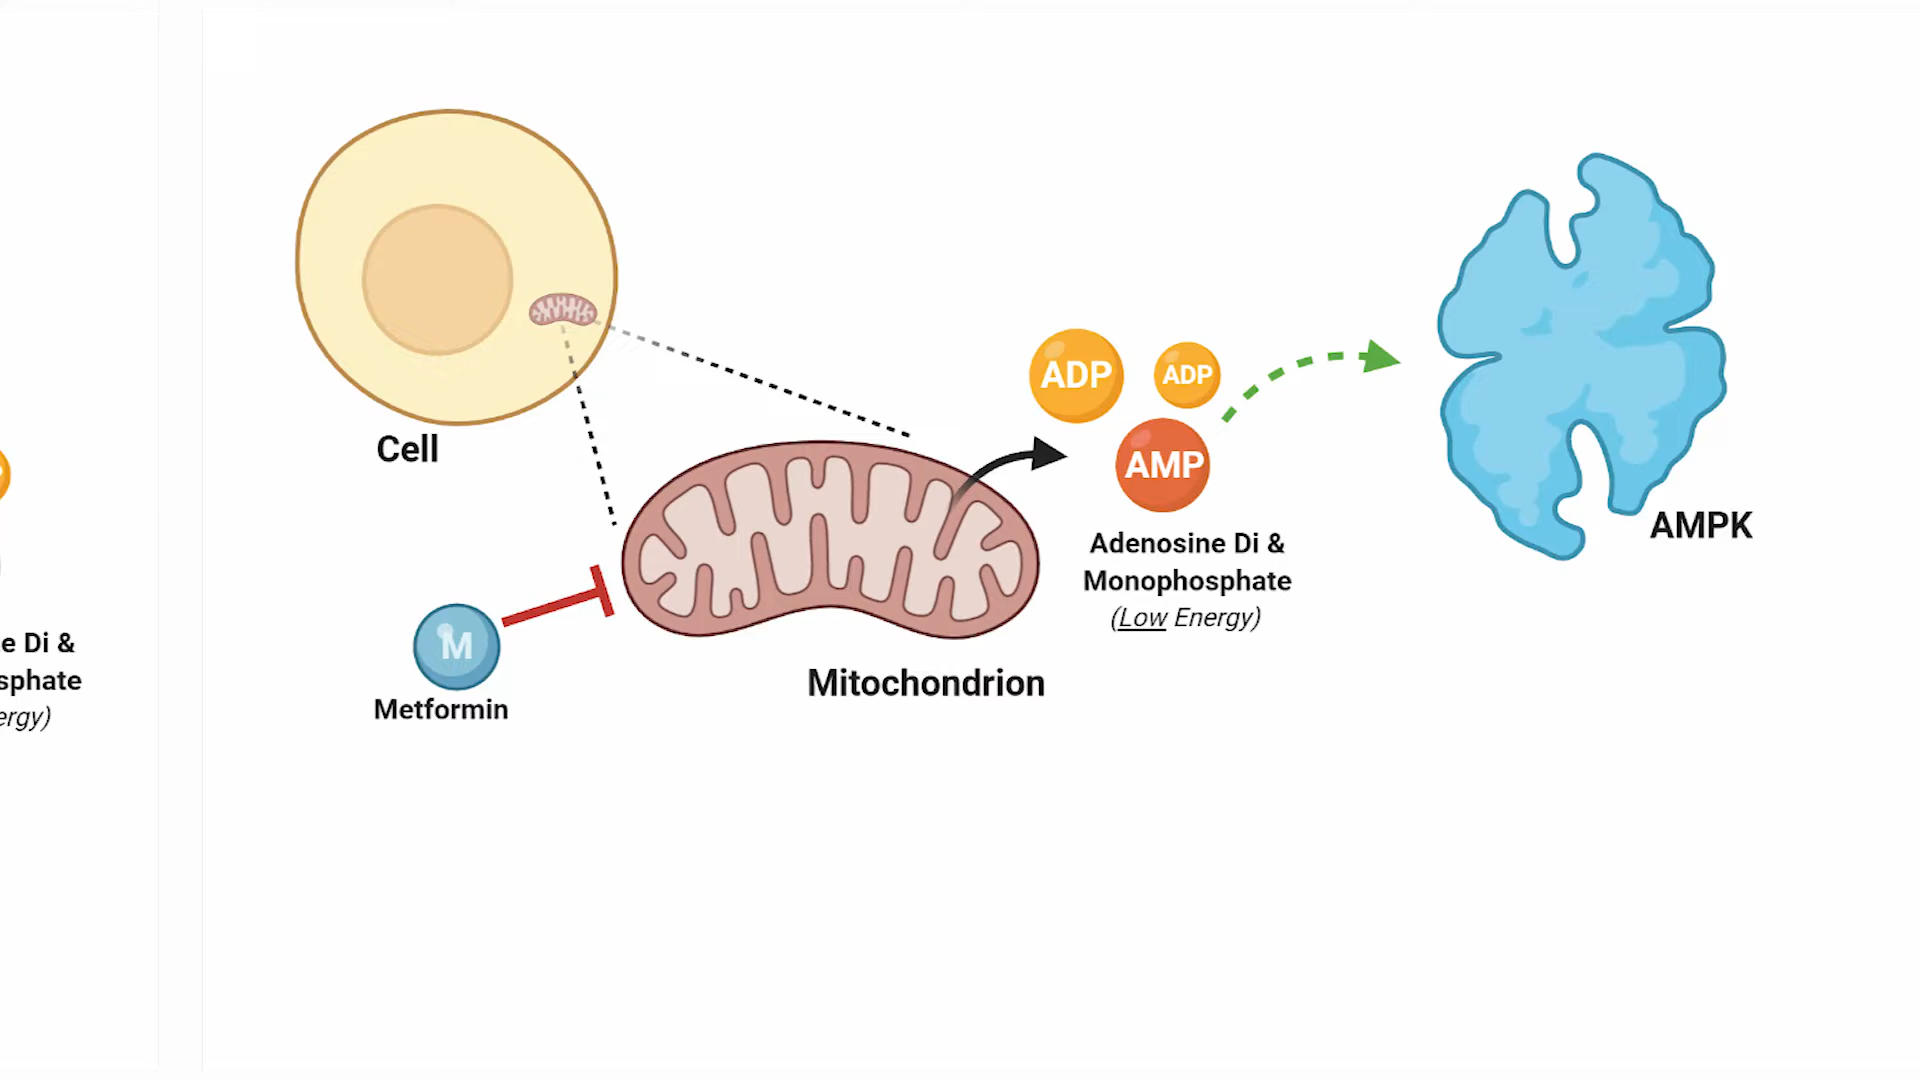 Cell
ADP
ADP
AMP
Adenosine Di &
Monophosphate
(Low Energy)
AMPK
M
Metformin
Mitochondrion
e Di &
sphate
ergy)